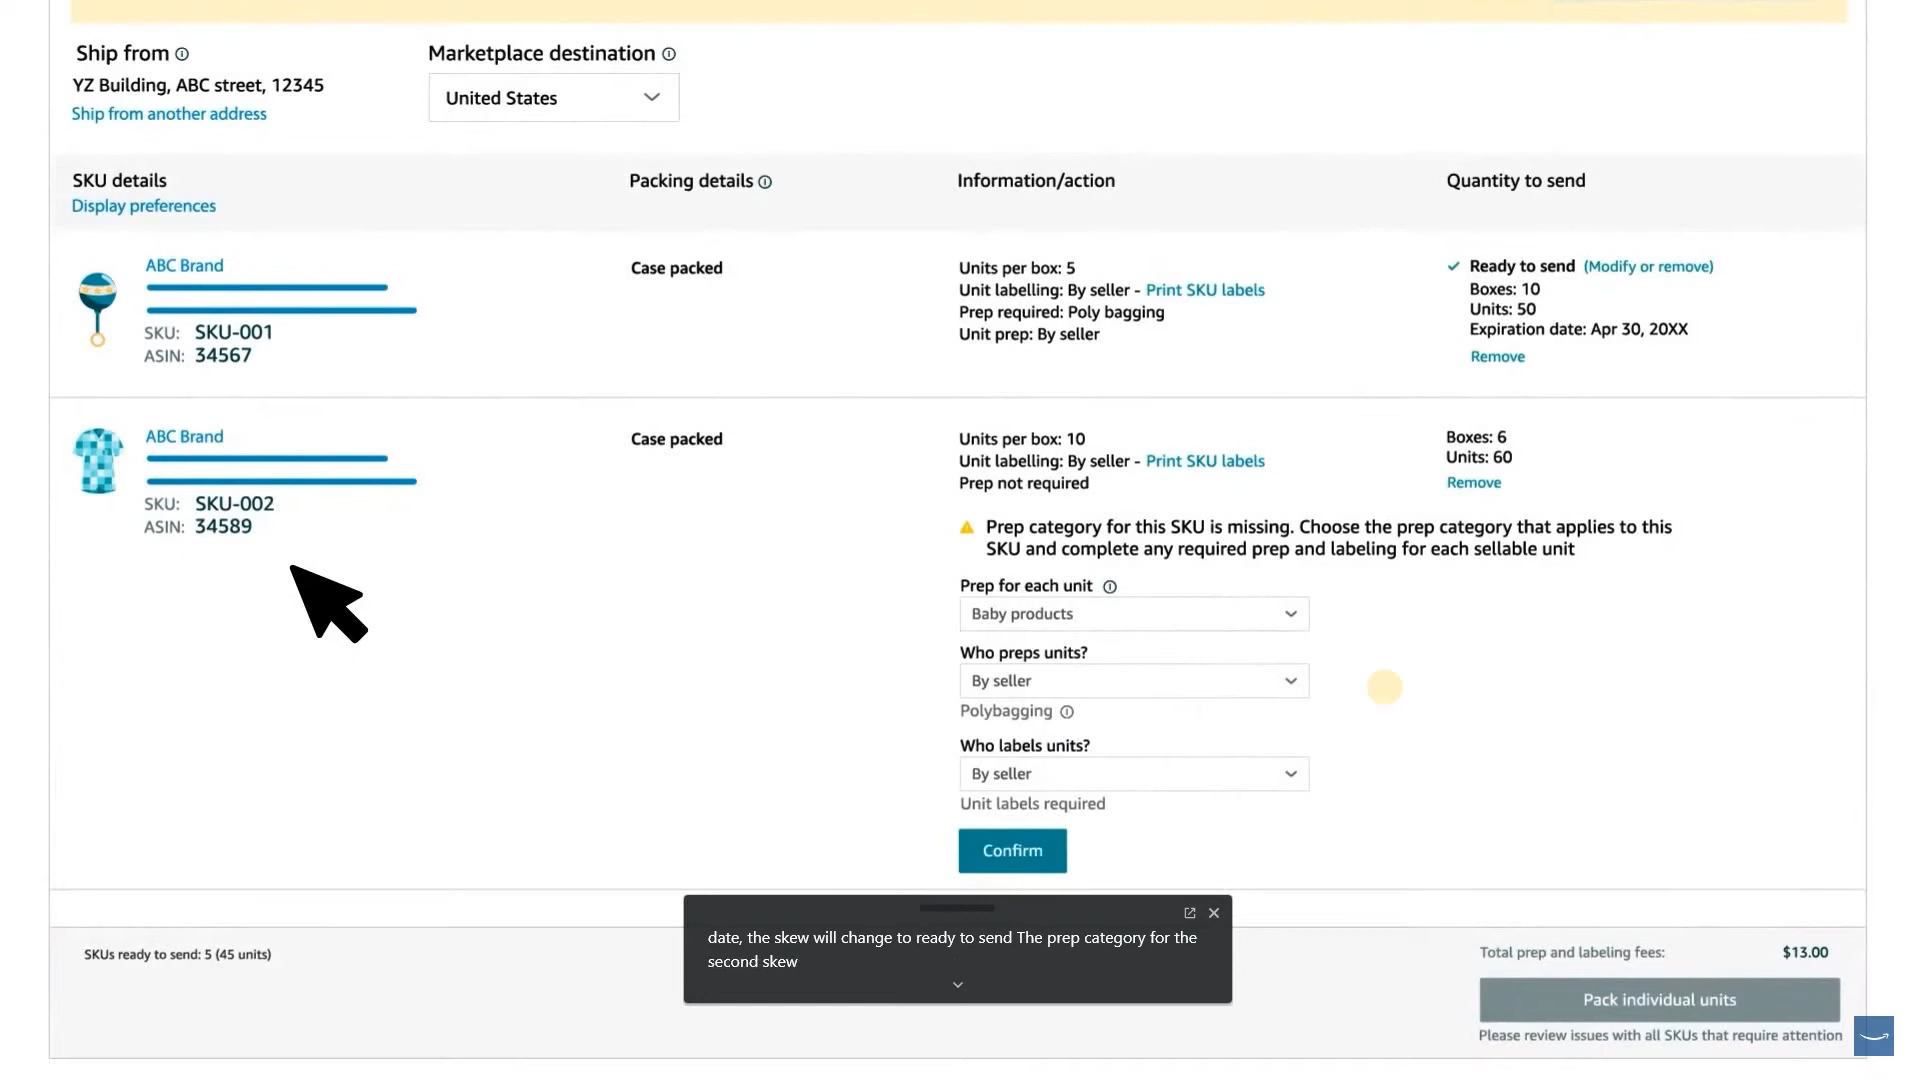 Ship from
Marketplace destination
YZ Building, ABC street, 12345
United States
Ship from another address
SKU details
Packing details
Information/action
Quantity to send
Display preferences
ABC Brand
SKU: SKU-001
ASIN: 34567
Case packed
Units per box: 5
Unit labelling: By seller - Print SKU labels
Prep required: Poly bagging
Unit prep: By seller
Ready to send (Modify or remove)
Boxes: 10
Units: 50
Expiration date: Apr 30, 20XX
Remove
ABC Brand
SKU: SKU-002
ASIN: 34589
Case packed
Units per box: 10
Unit labelling: By seller - Print SKU labels
Prep not required
Boxes: 6
Units: 60
Remove
Prep category for this SKU is missing. Choose the prep category that applies to this
SKU and complete any required prep and labeling for each sellable unit
Prep for each unit
Baby products
Who preps units?
By seller
Polybagging
Who labels units?
By seller
Unit labels required
Confirm
date, the skew will change to ready to send The prep category for the
second skew
SKUs ready to send: 5 (45 units)
Total prep and labeling fees: $13.00
Pack individual units
Please review issues with all SKUs that require attention